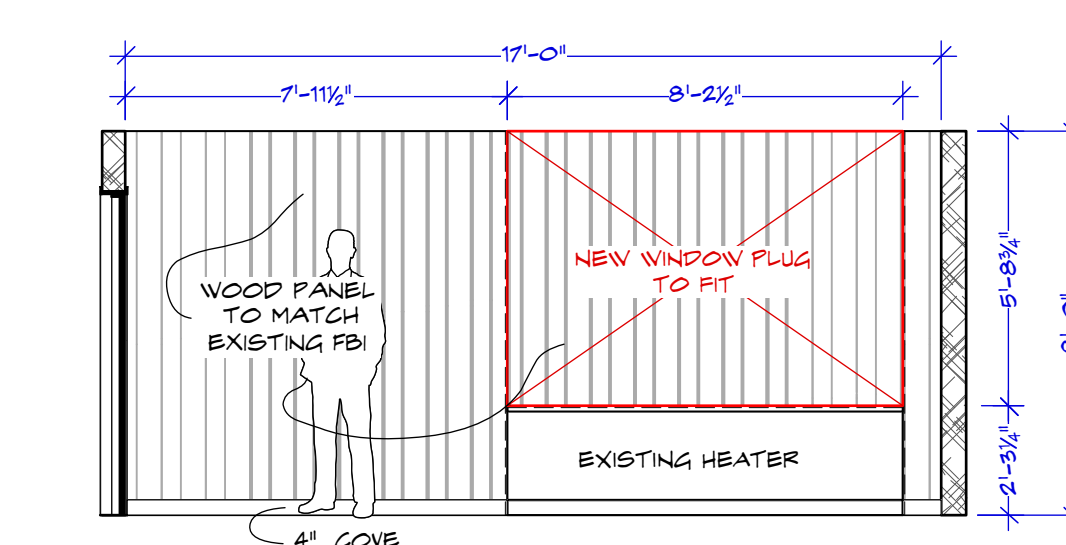 17'-0"
7'-11½"
8'-2½"
NEW WINDOW PLUG
TO FIT
5'-8¾"
WOOD PANEL
TO MATCH
EXISTING FBI
EXISTING HEATER
2'-3¼"
4" COVE